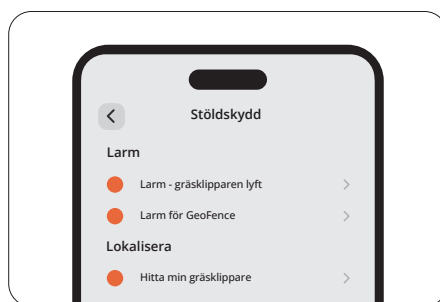 Stöldskydd
Larm
Larm - gräsklipparen lyft
Larm för GeoFence
Lokalisera
Hitta min gräsklippare